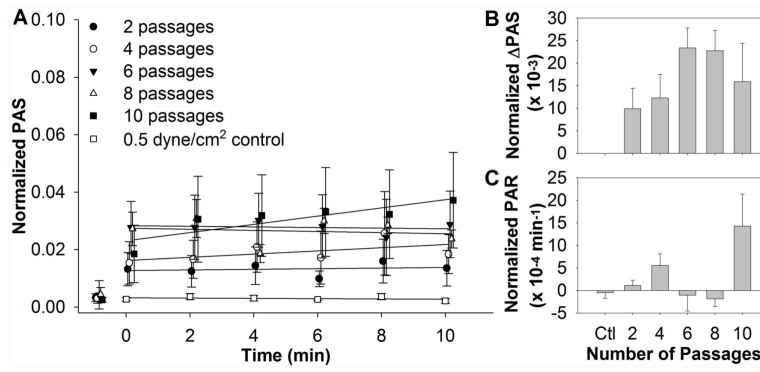 A
0.10
0.08
0.06
0.04
0.02
0.00
Normalized PAS
2 passages
4 passages
6 passages
8 passages
10 passages
0.5 dyne/cm² control
0
2
4
6
8
10
Time (min)
B
Normalized ΔPAS
(x 10⁻³)
30
25
20
15
10
5
0
C
Normalized PAR
(x 10⁻⁴ min⁻¹)
25
20
15
10
5
0
-5
Ctl
2
4
6
8
10
Number of Passages